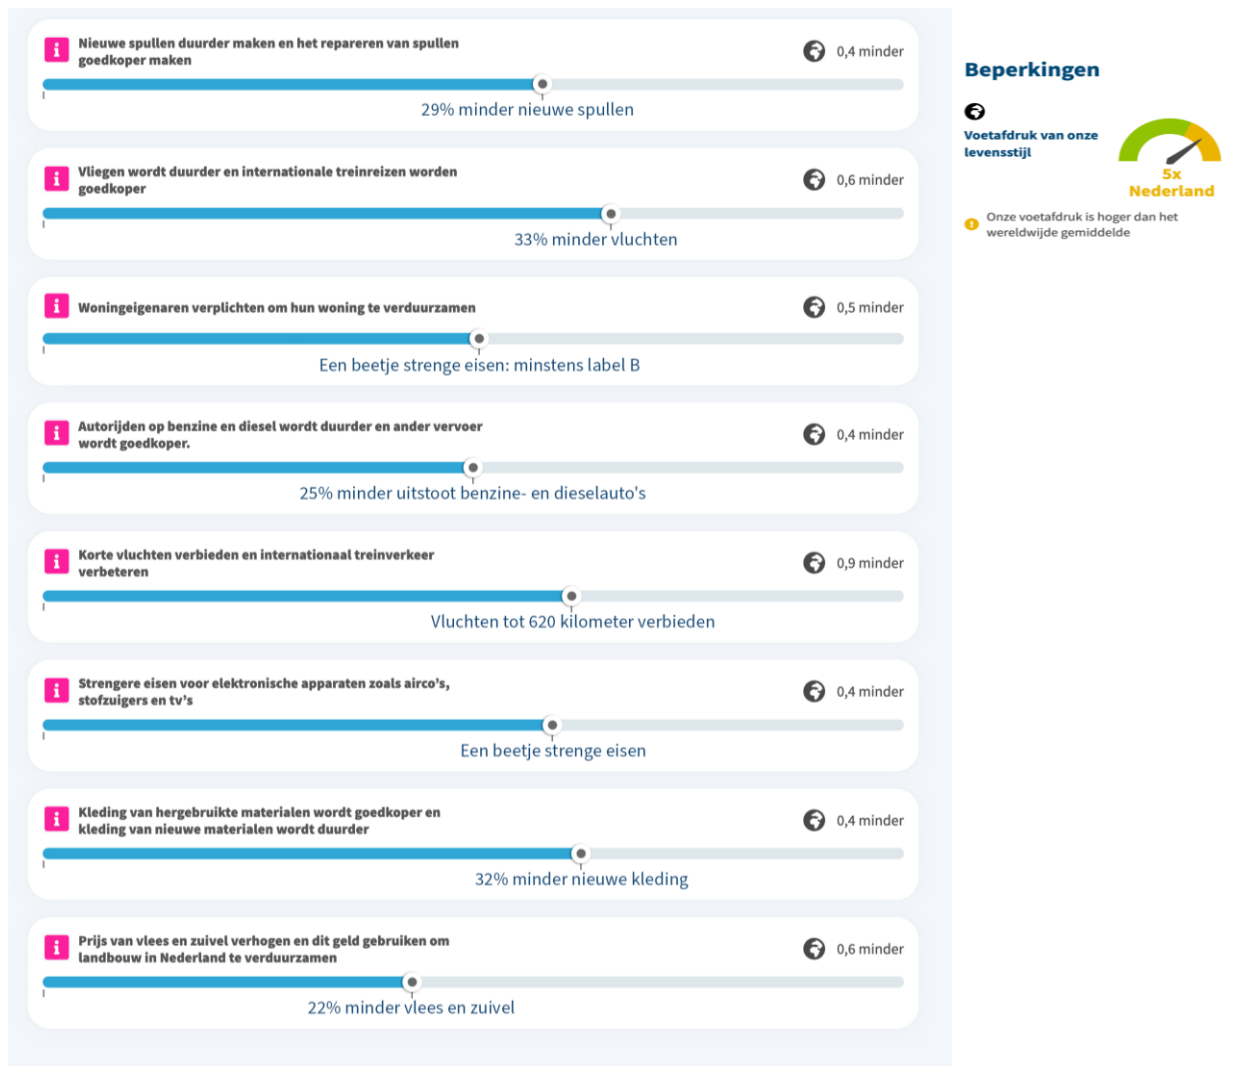 Nieuwe spullen duurder maken en het repareren van spullen
goedkoper maken
0,4 minder
29% minder nieuwe spullen
Vliegen wordt duurder en internationale treinreizen worden
goedkoper
0,6 minder
33% minder vluchten
Woningeigenaren verplichten om hun woning te verduurzamen
0,5 minder
Een beetje strenge eisen: minstens label B
Autorijden op benzine en diesel wordt duurder en ander vervoer
wordt goedkoper.
0,4 minder
25% minder uitstoot benzine- en dieselauto's
Korte vluchten verbieden en internationaal treinverkeer
verbeteren
0,9 minder
Vluchten tot 620 kilometer verbieden
Strengere eisen voor elektronische apparaten zoals airco’s,
stofzuigers en tv’s
0,4 minder
Een beetje strenge eisen
Kleding van hergebruikte materialen wordt goedkoper en
kleding van nieuwe materialen wordt duurder
0,4 minder
32% minder nieuwe kleding
Prijs van vlees en zuivel verhogen en dit geld gebruiken om
landbouw in Nederland te verduurzamen
0,6 minder
22% minder vlees en zuivel
Beperkingen
Voetafdruk van onze
levensstijl
5x
Nederland
Onze voetafdruk is hoger dan het
wereldwijde gemiddelde